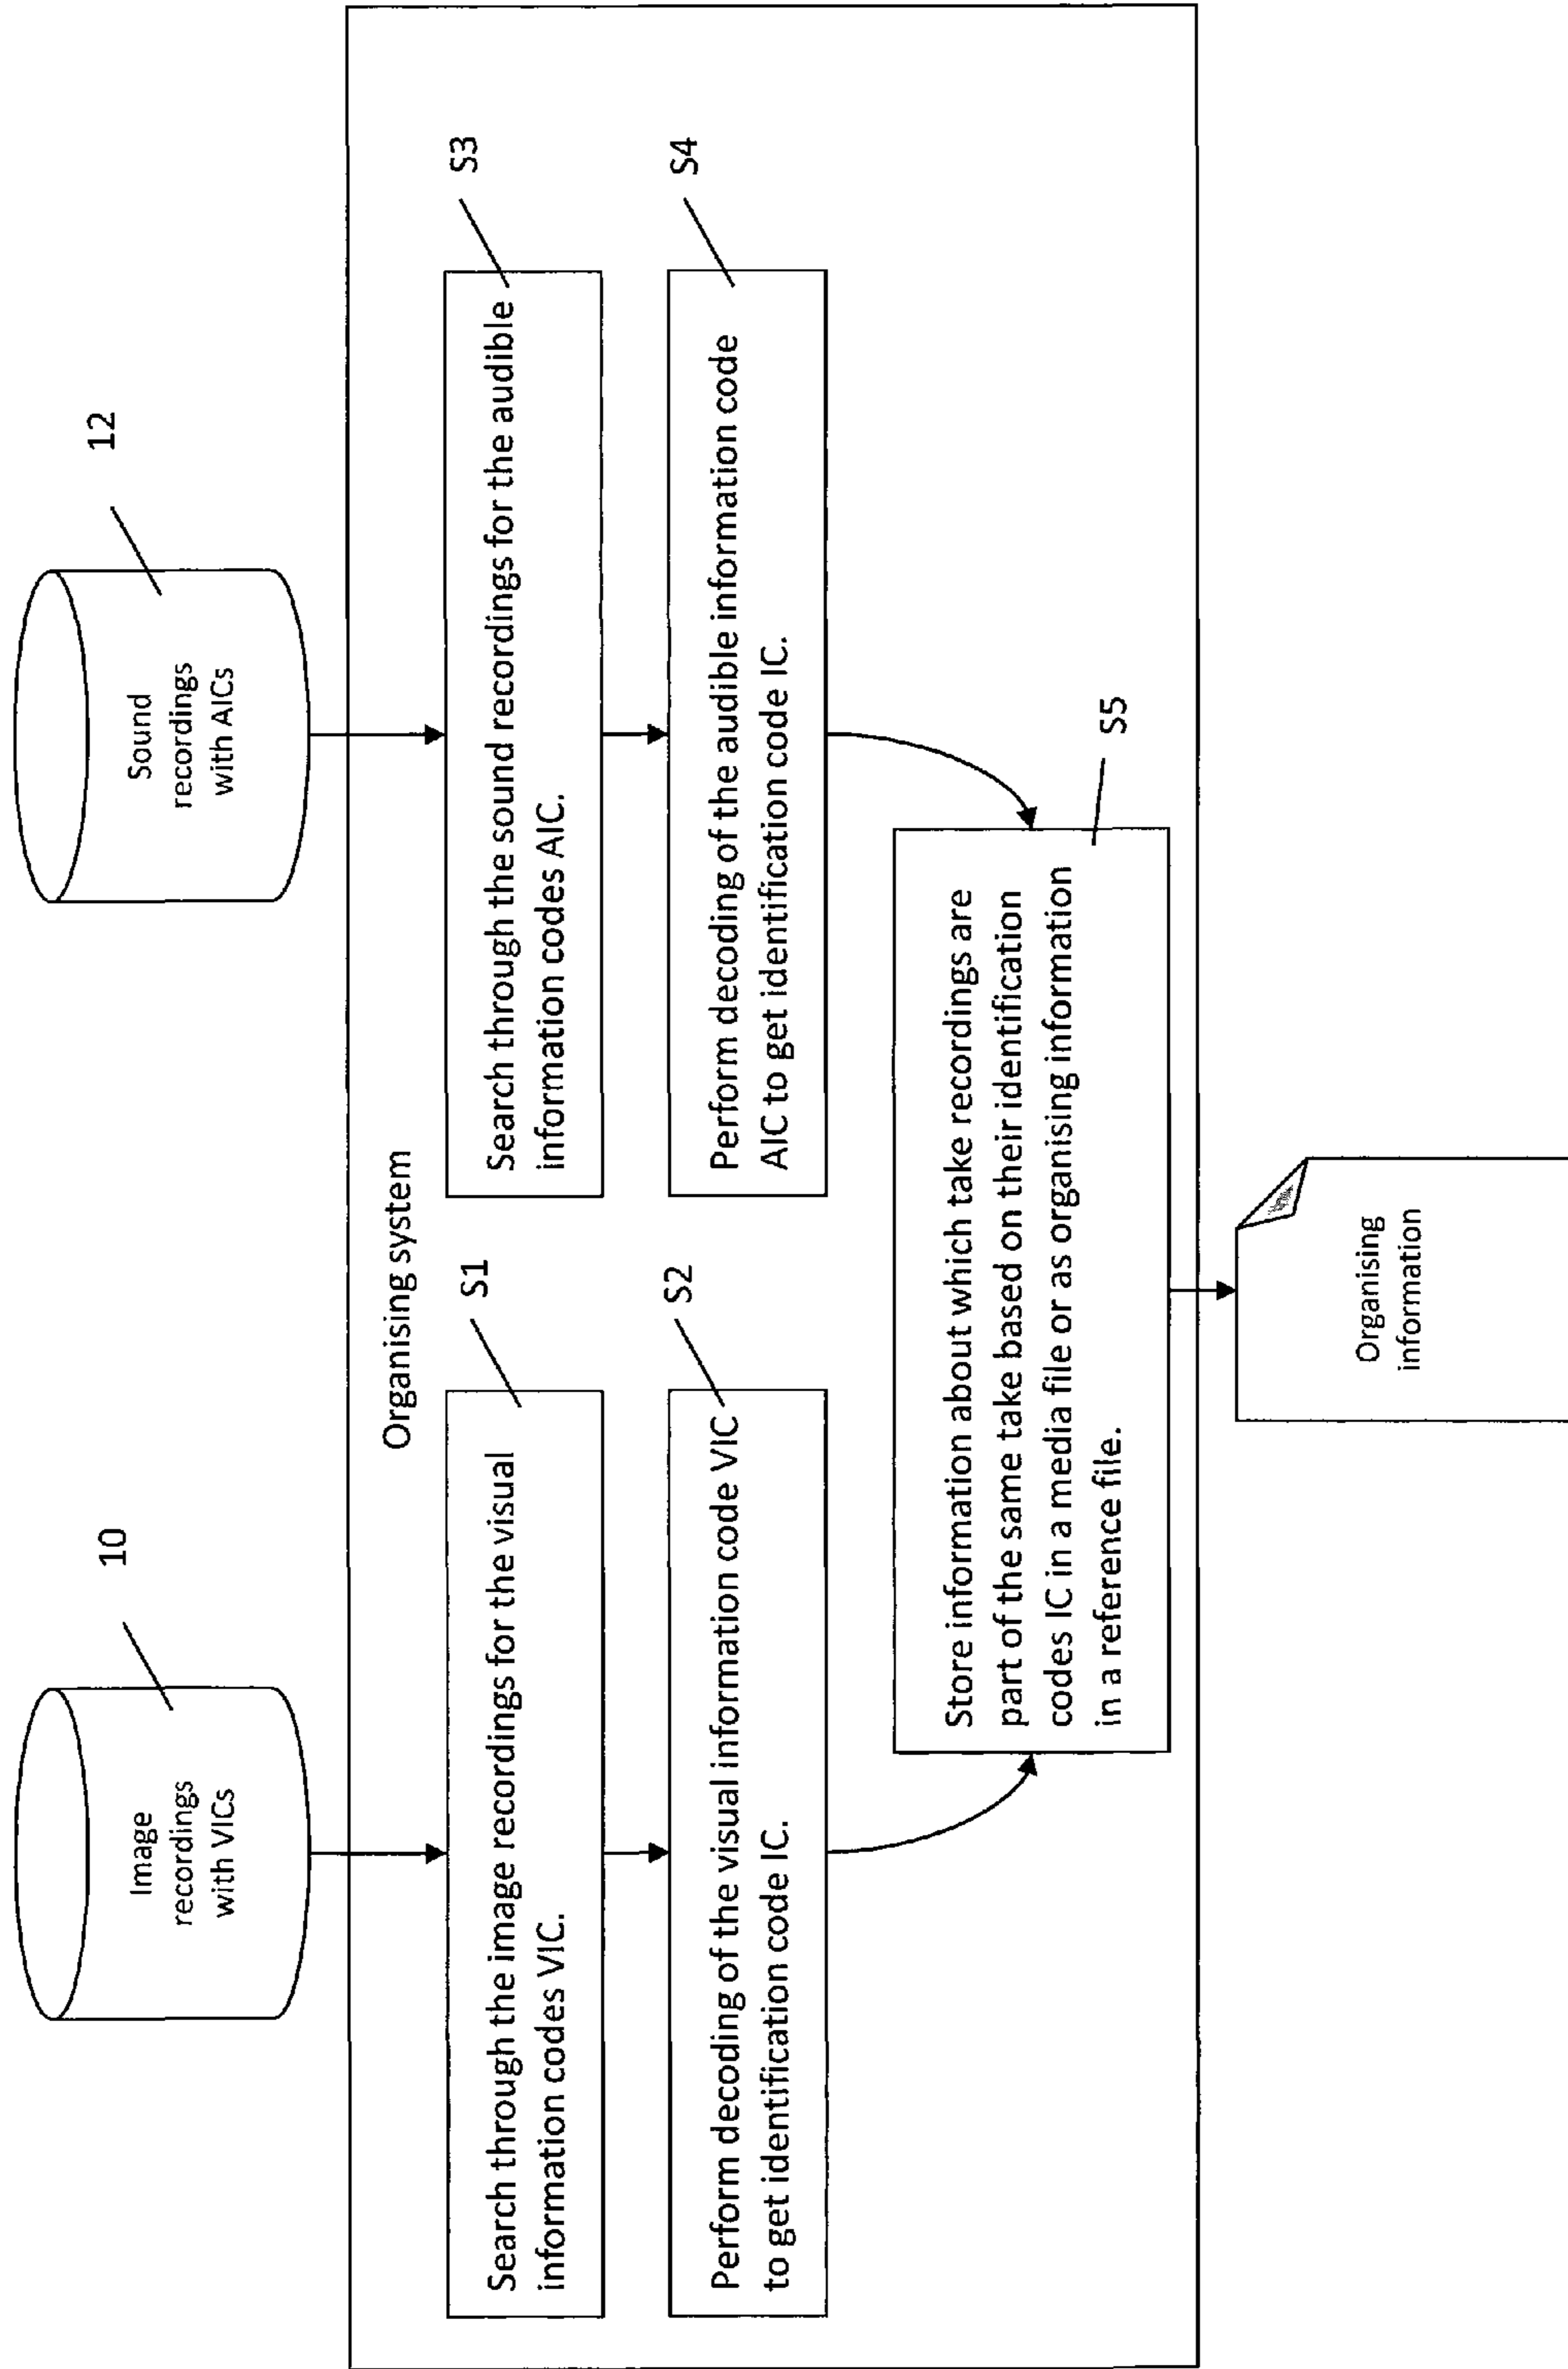 10
Image
recordings
with VICs
12
Sound
recordings
with AICs
Organising system
S1
Search through the image recordings for the visual
information codes VIC.
S2
Perform decoding of the visual information code VIC
to get identification code IC.
S3
Search through the sound recordings for the audible
information codes AIC.
S4
Perform decoding of the audible information code
AIC to get identification code IC.
S5
Store information about which take recordings are
part of the same take based on their identification
codes IC in a media file or as organising information
in a reference file.
Organising
information